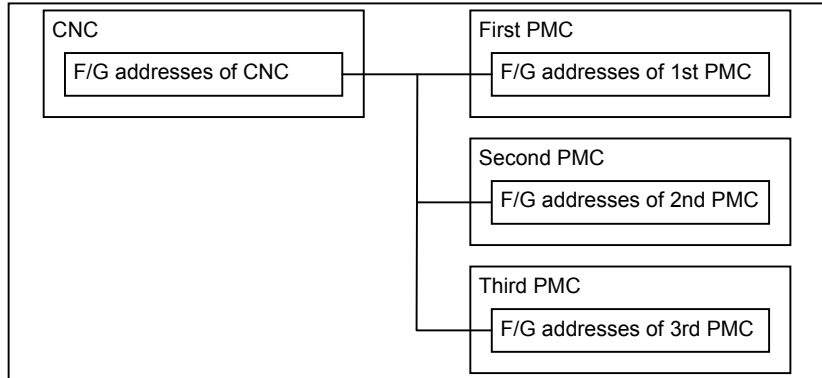 CNC
F/G addresses of CNC
First PMC
F/G addresses of 1st PMC
Second PMC
F/G addresses of 2nd PMC
Third PMC
F/G addresses of 3rd PMC